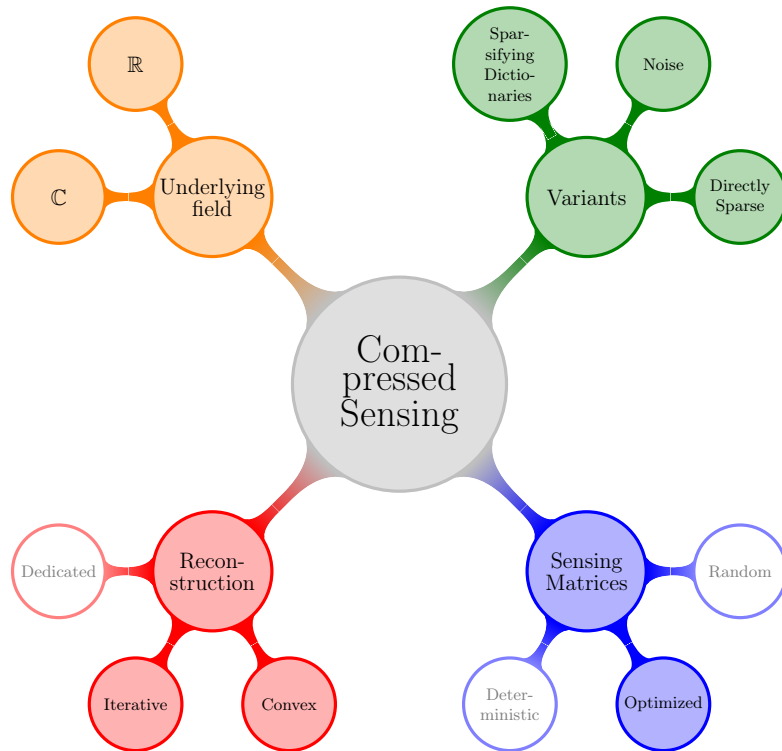 ℝ
ℂ
Underlying
field
Spar-
sifying
Dictio-
naries
Noise
Variants
Directly
Sparse
Com-
pressed
Sensing
Dedicated
Recon-
struction
Iterative
Convex
Sensing
Matrices
Random
Deter-
ministic
Optimized